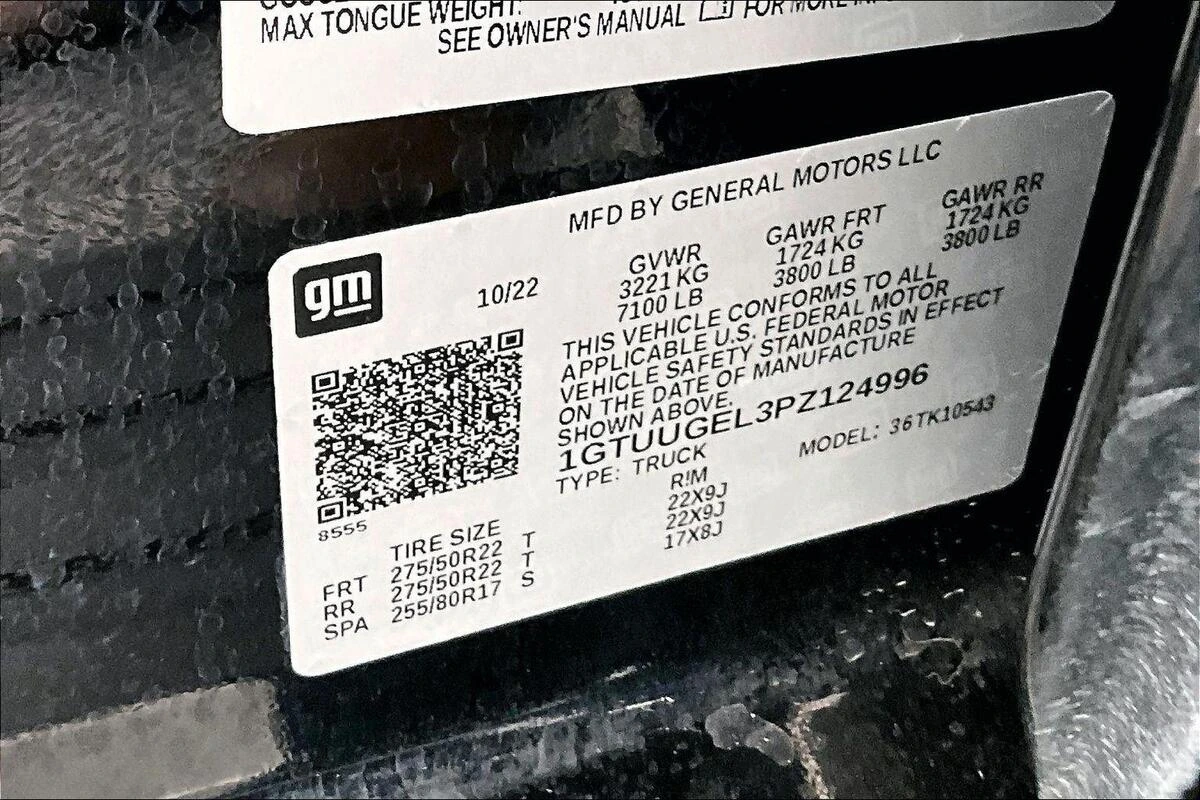 MAX TONGUE WEIGHT:
SEE OWNER'S MANUAL FOR MORE
MFD BY GENERAL MOTORS LLC
gm
10/22
GVWR GAWR FRT GAWR RR
3221 KG 1724 KG 1724 KG
7100 LB 3800 LB 3800 LB
THIS VEHICLE CONFORMS TO ALL
APPLICABLE U.S. FEDERAL MOTOR
VEHICLE SAFETY STANDARDS IN EFFECT
ON THE DATE OF MANUFACTURE
SHOWN ABOVE.
1GTUUGEL3PZ124996
TYPE: TRUCK MODEL: 36TK10543
8555
TIRE SIZE R!M
FRT 275/50R22 T 22X9J
RR 275/50R22 T 22X9J
SPA 255/80R17 S 17X8J